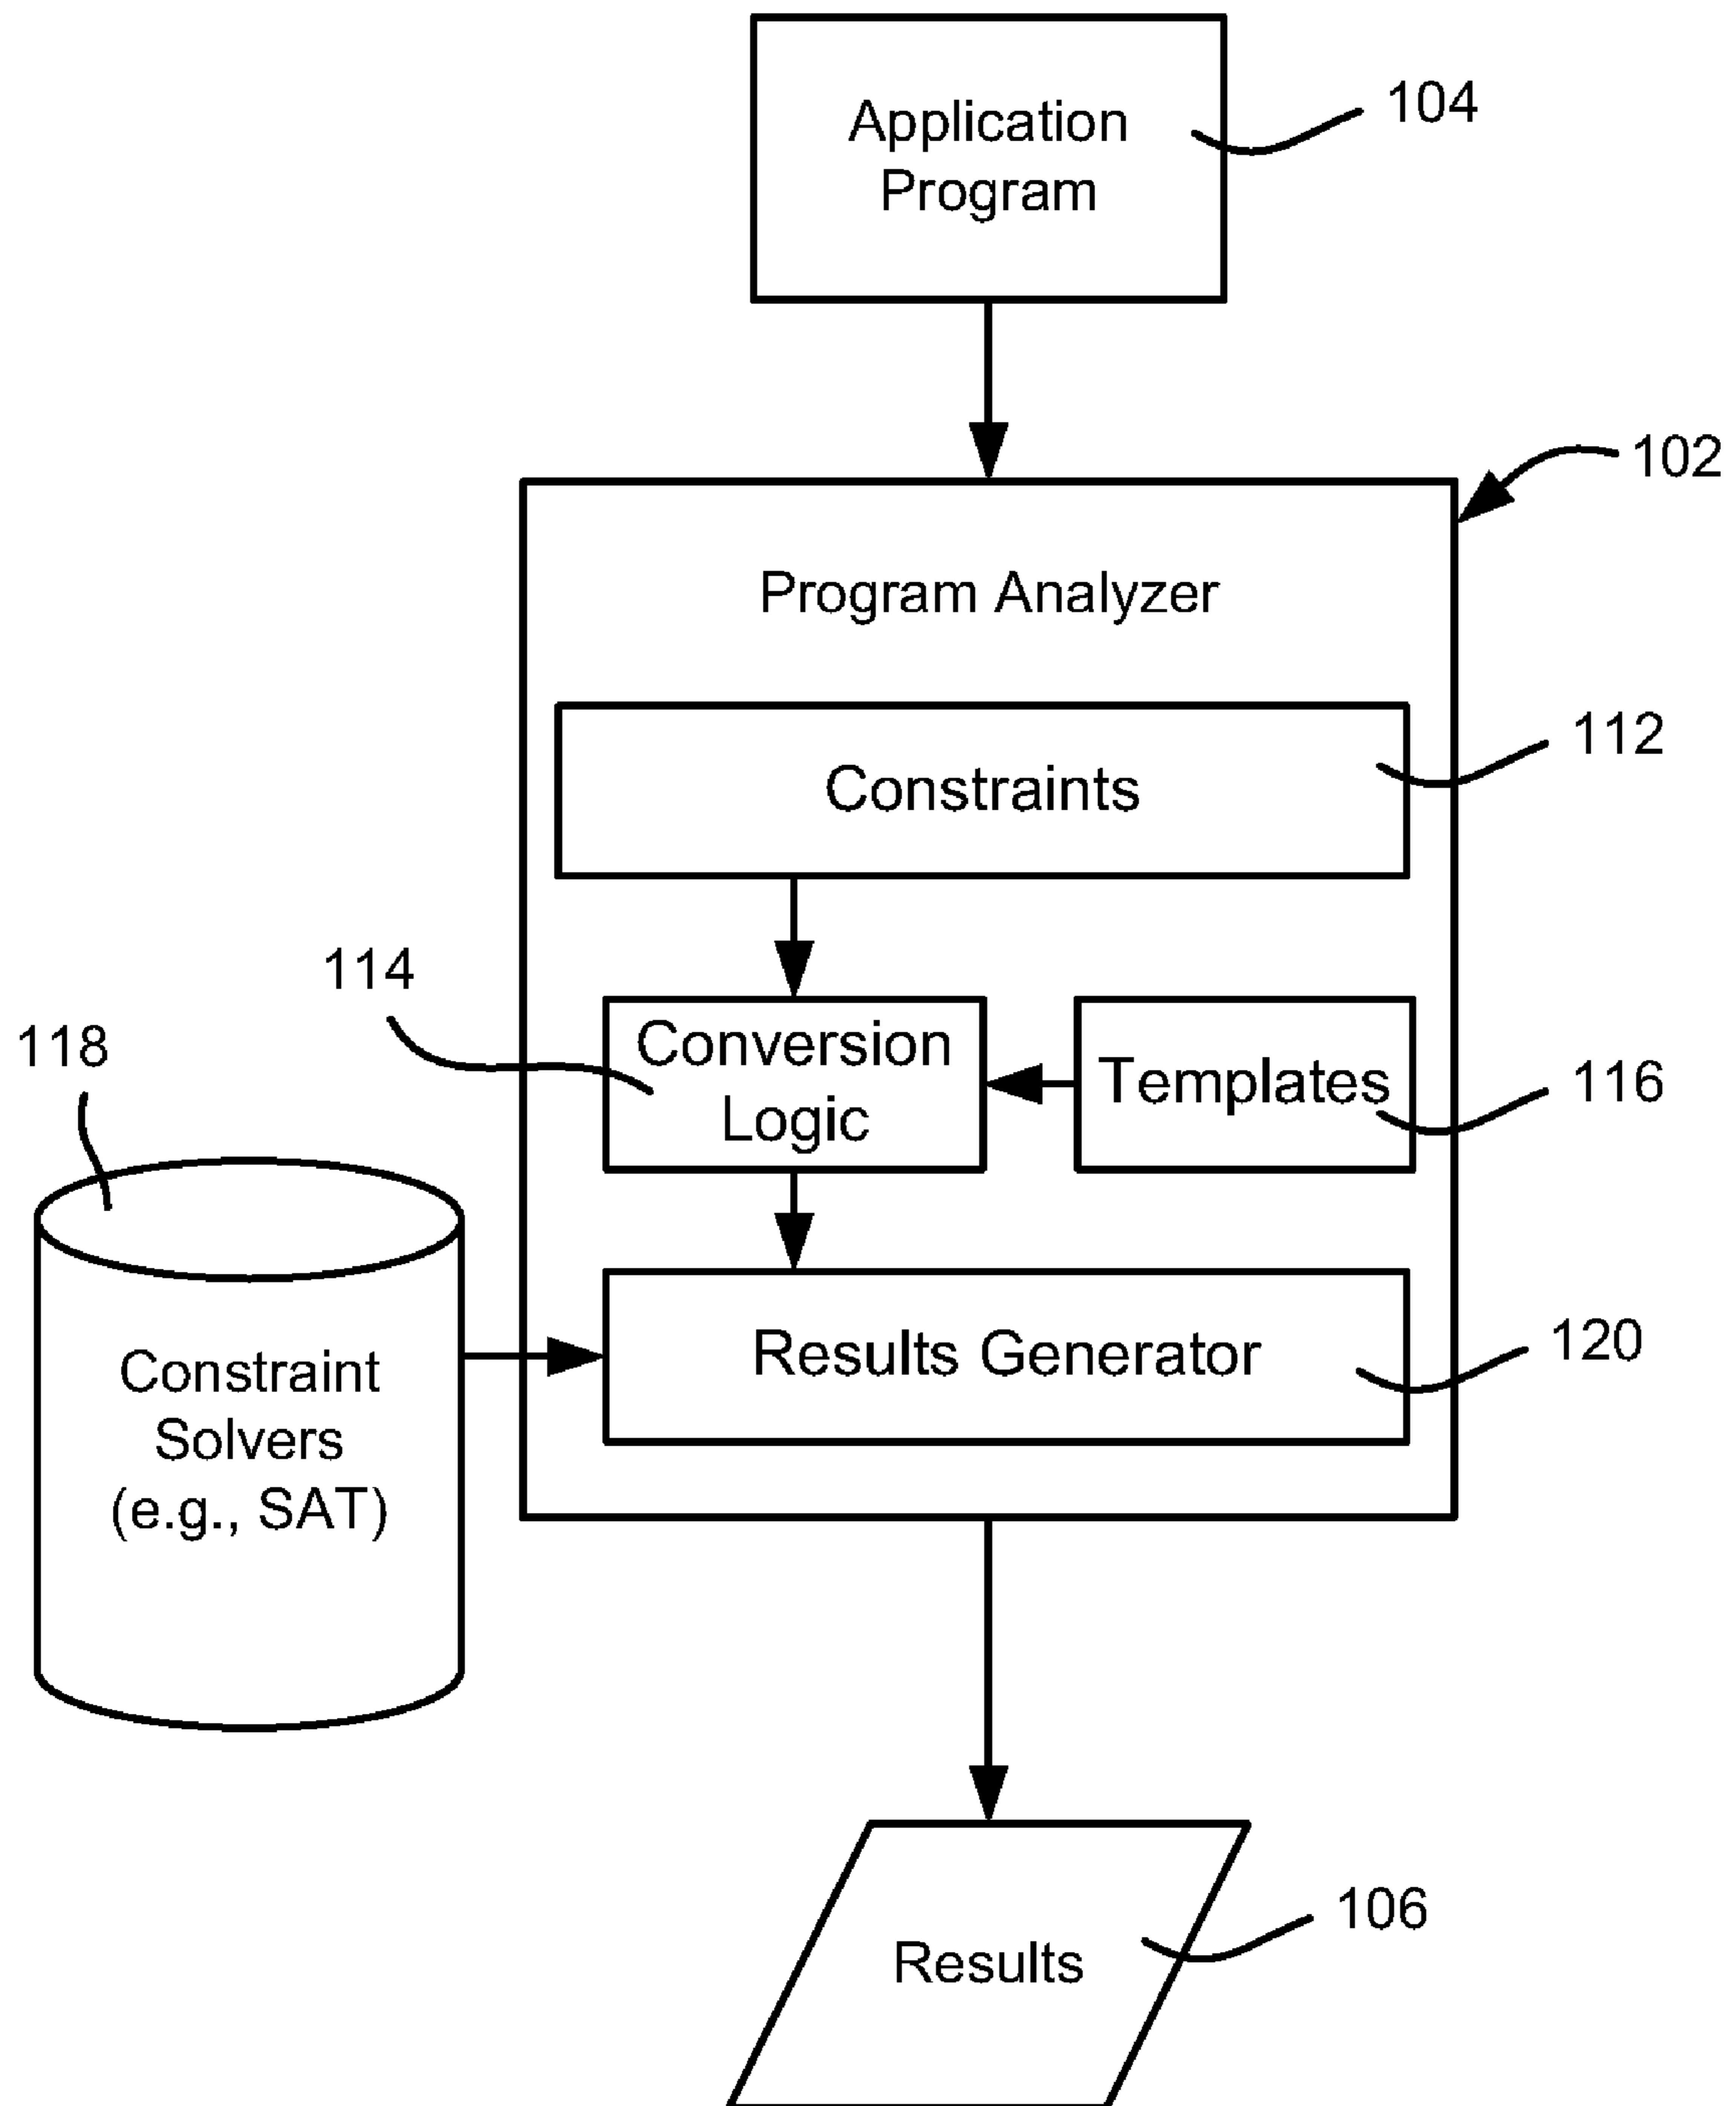 Application
Program
104
102
Program Analyzer
112
Constraints
114
Conversion
Logic
Templates
116
118
Constraint
Solvers
(e.g., SAT)
Results Generator
120
Results
106